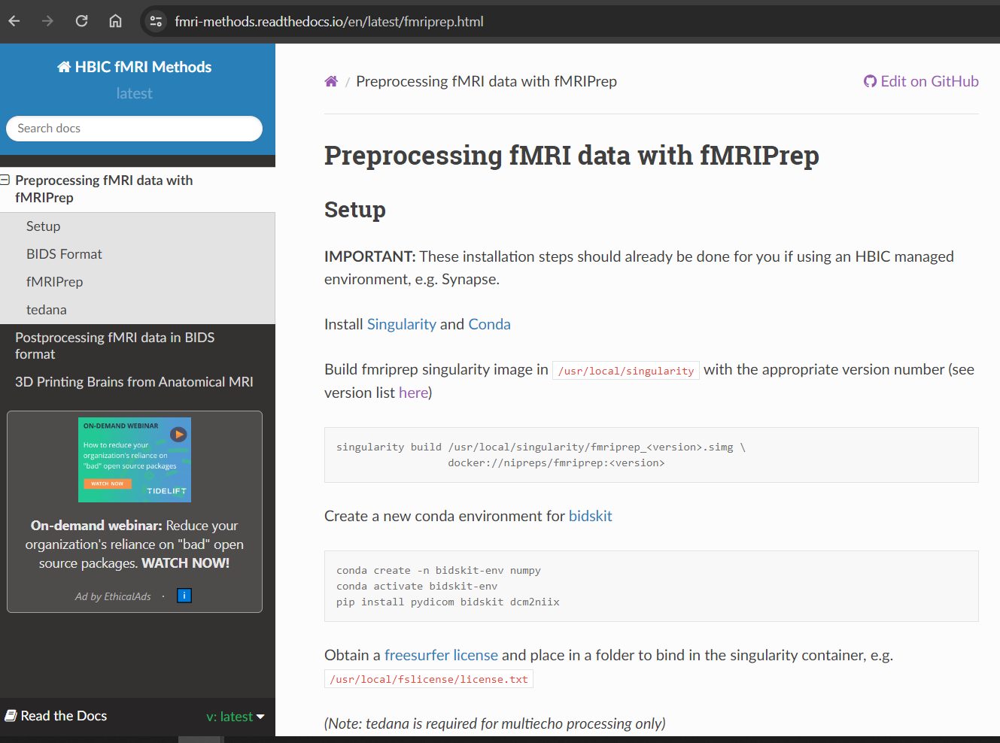 fmri-methods.readthedocs.io/en/latest/fmriprep.html
HBIC fMRI Methods
latest
Search docs
Preprocessing fMRI data with
fMRIPrep
Setup
BIDS Format
fMRIPrep
tedana
Postprocessing fMRI data in BIDS
format
3D Printing Brains from Anatomical MRI
ON-DEMAND WEBINAR
How to reduce your
organization's reliance on
"bad" open source packages
WATCH NOW
TIDELIFT
On-demand webinar: Reduce your
organization's reliance on "bad" open
source packages. WATCH NOW!
Ad by EthicalAds · i
Read the Docs v: latest
/ Preprocessing fMRI data with fMRIPrep
Edit on GitHub
Preprocessing fMRI data with fMRIPrep
Setup
IMPORTANT: These installation steps should already be done for you if using an HBIC managed
environment, e.g. Synapse.
Install Singularity and Conda
Build fmriprep singularity image in /usr/local/singularity with the appropriate version number (see
version list here)
singularity build /usr/local/singularity/fmriprep_<version>.simg \
docker://nipreps/fmriprep:<version>
Create a new conda environment for bidskit
conda create -n bidskit-env numpy
conda activate bidskit-env
pip install pydicom bidskit dcm2niix
Obtain a freesurfer license and place in a folder to bind in the singularity container, e.g.
/usr/local/fslicense/license.txt
(Note: tedana is required for multiecho processing only)